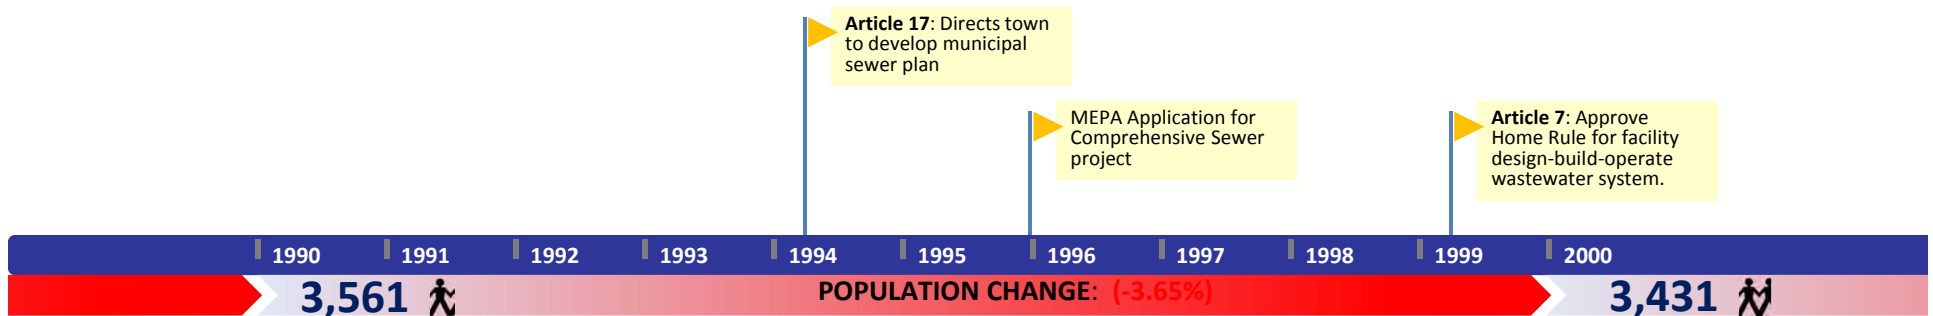 Article 17: Directs town
to develop municipal
sewer plan
MEPA Application for
Comprehensive Sewer
project
Article 7: Approve
Home Rule for facility
design-build-operate
wastewater system.
1990 1991 1992 1993 1994 1995 1996 1997 1998 1999 2000
3,561 POPULATION CHANGE: (-3.65%) 3,431